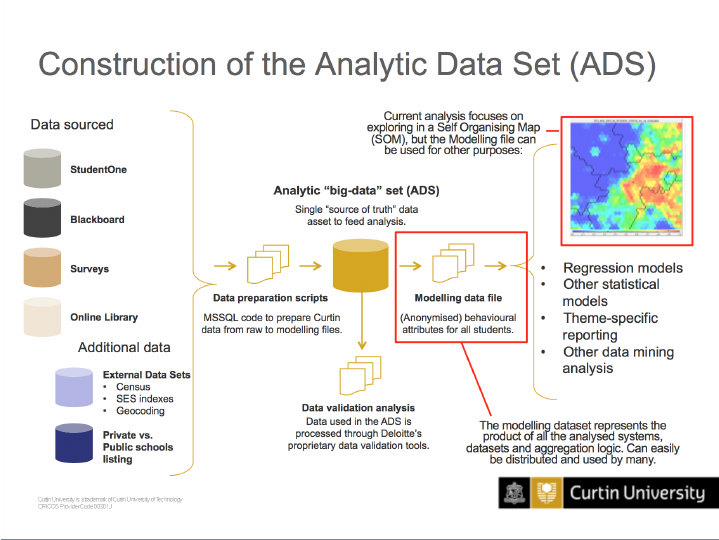 Construction of the Analytic Data Set (ADS)
Data sourced
StudentOne
Blackboard
Surveys
Online Library
Additional data
External Data Sets
• Census
• SES indexes
• Geocoding
Private vs.
Public schools
listing
Data preparation scripts
MSSQL code to prepare Curtin
data from raw to modelling files.
Analytic “big-data” set (ADS)
Single “source of truth” data
asset to feed analysis.
Data validation analysis
Data used in the ADS is
processed through Deloitte's
proprietary data validation tools.
Modelling data file
(Anonymised) behavioural
attributes for all students.
Current analysis focuses on
exploring in a Self Organising Map
(SOM), but the Modelling file can
be used for other purposes:
• Regression models
• Other statistical
models
• Theme-specific
reporting
• Other data mining
analysis
The modelling dataset represents the
product of all the analysed systems,
datasets and aggregation logic. Can easily
be distributed and used by many.
Curtin University is a trademark of Curtin University of Technology
CRICOS Provider Code 00301J
Curtin University